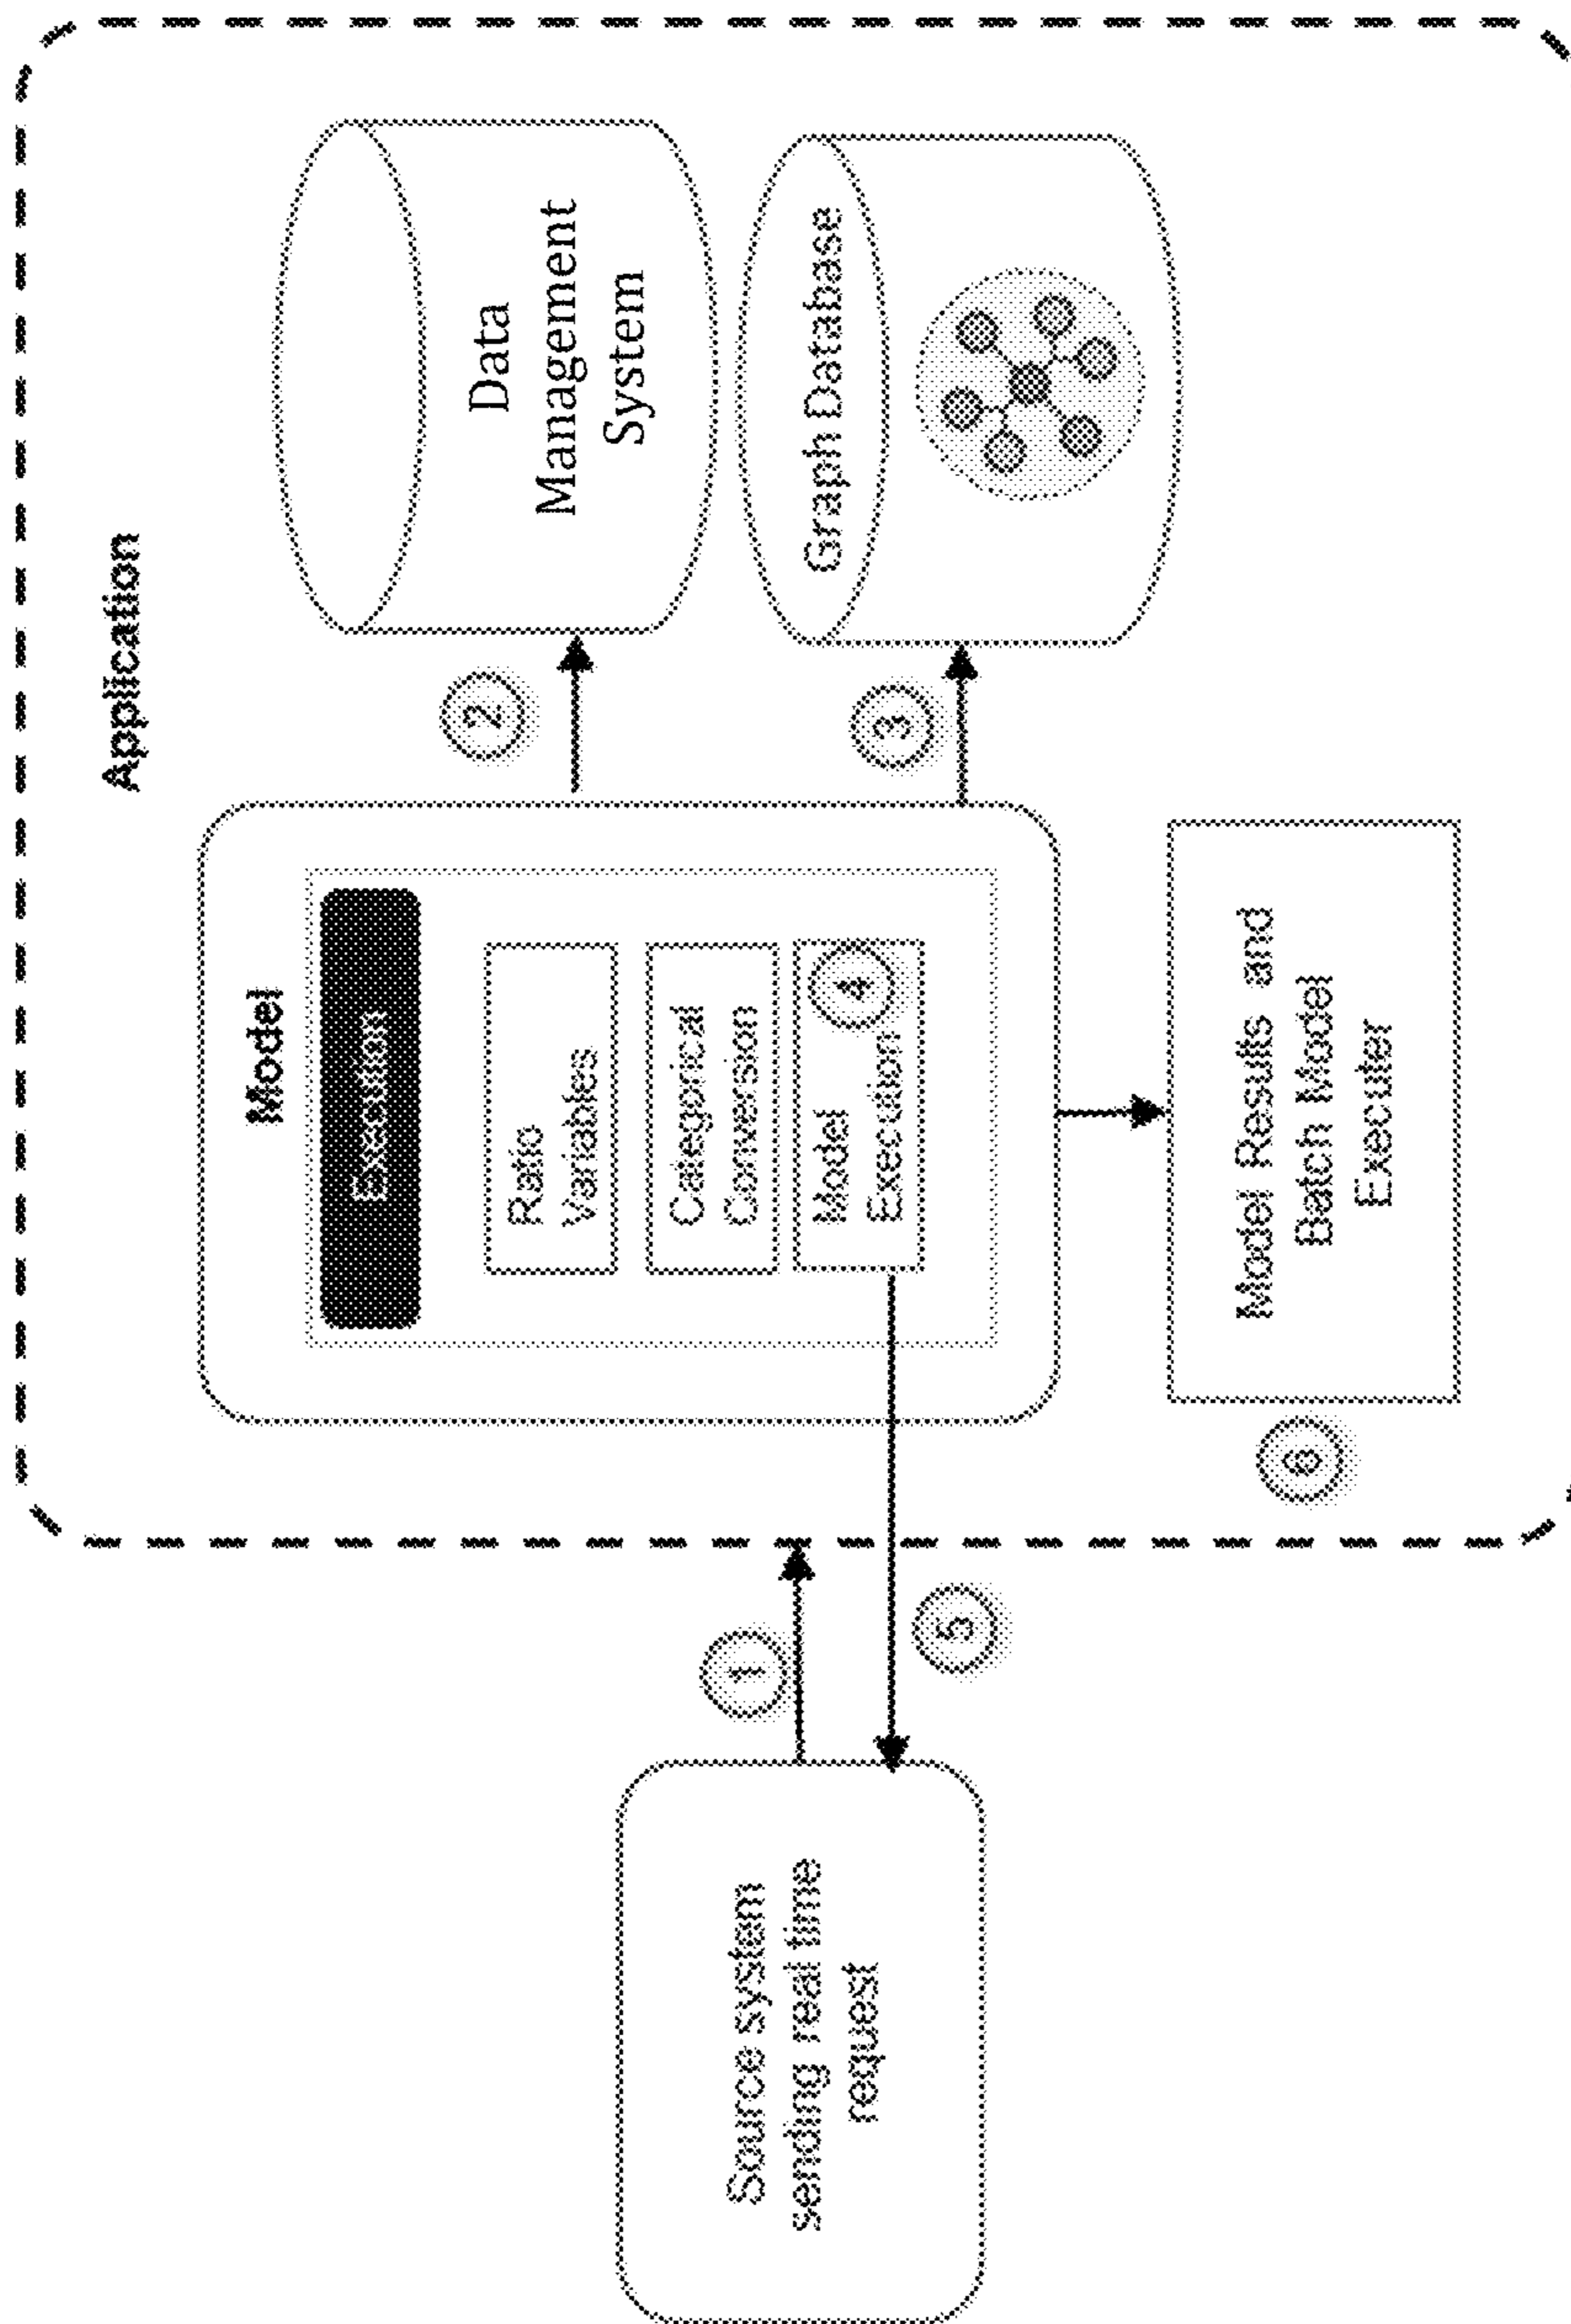 Application
Model
Execution
Ratio
Variables
Categorical
Conversion
Model
Execution
4
2
Data
Management
System
3
Graph Database
1
5
Source system
sending real time
request
6
Model Results and
Batch Model
Executer